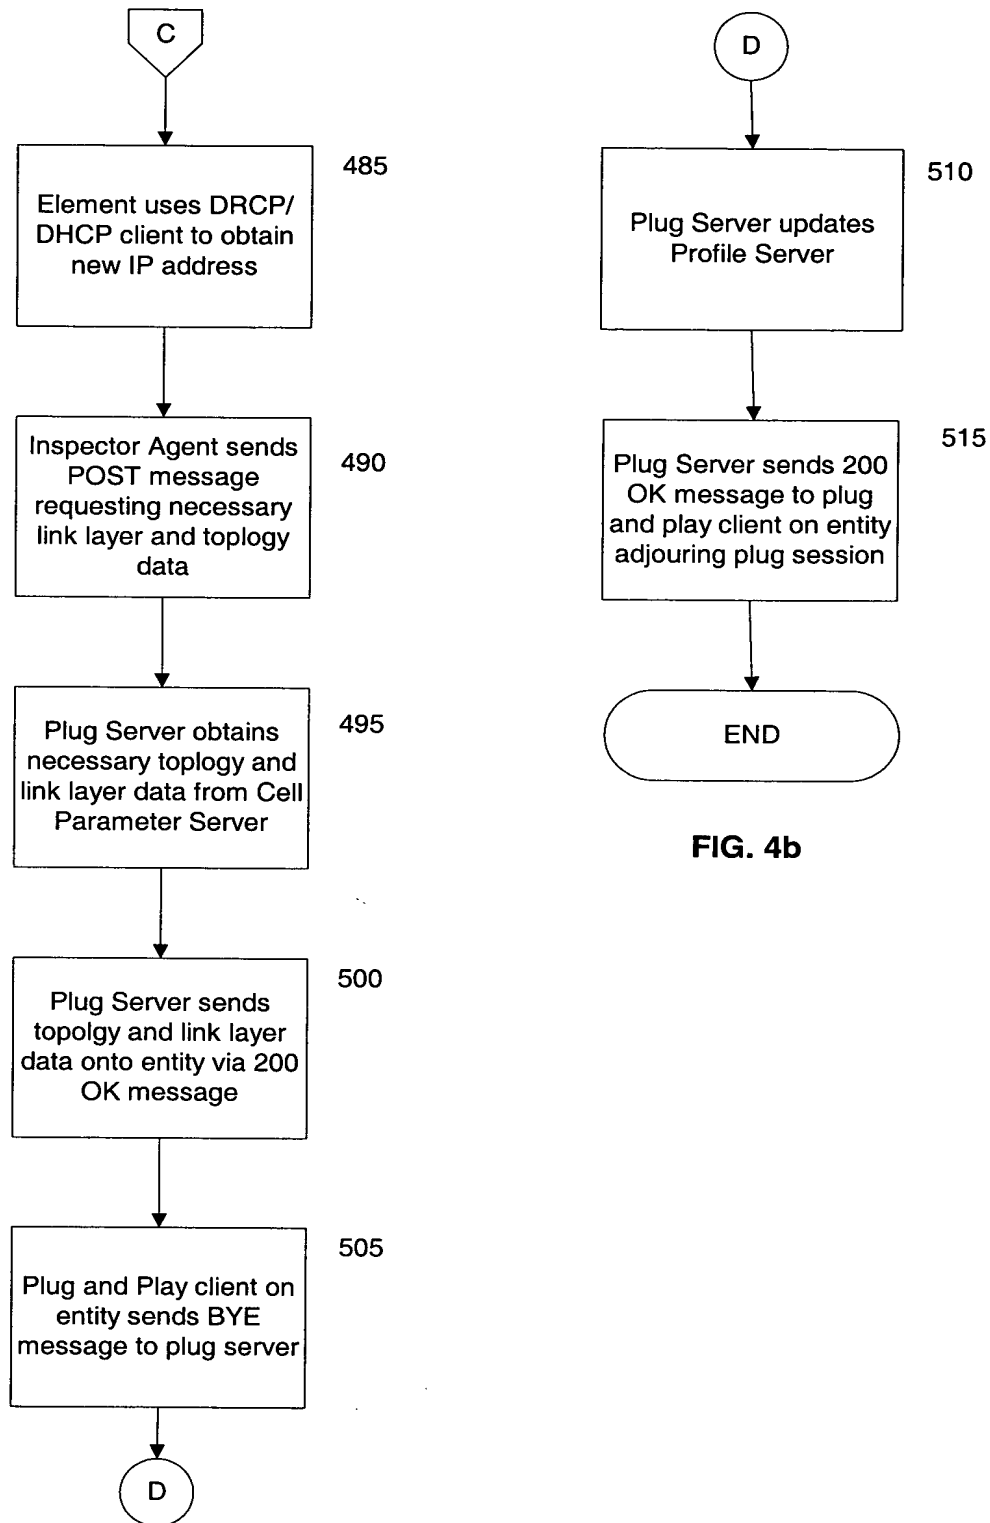 C
485
Element uses DRCP/
DHCP client to obtain
new IP address
490
Inspector Agent sends
POST message
requesting necessary
link layer and toplogy
data
495
Plug Server obtains
necessary toplogy and
link layer data from Cell
Parameter Server
500
Plug Server sends
topolgy and link layer
data onto entity via 200
OK message
505
Plug and Play client on
entity sends BYE
message to plug server
D
D
510
Plug Server updates
Profile Server
515
Plug Server sends 200
OK message to plug
and play client on entity
adjouring plug session
END
FIG. 4b